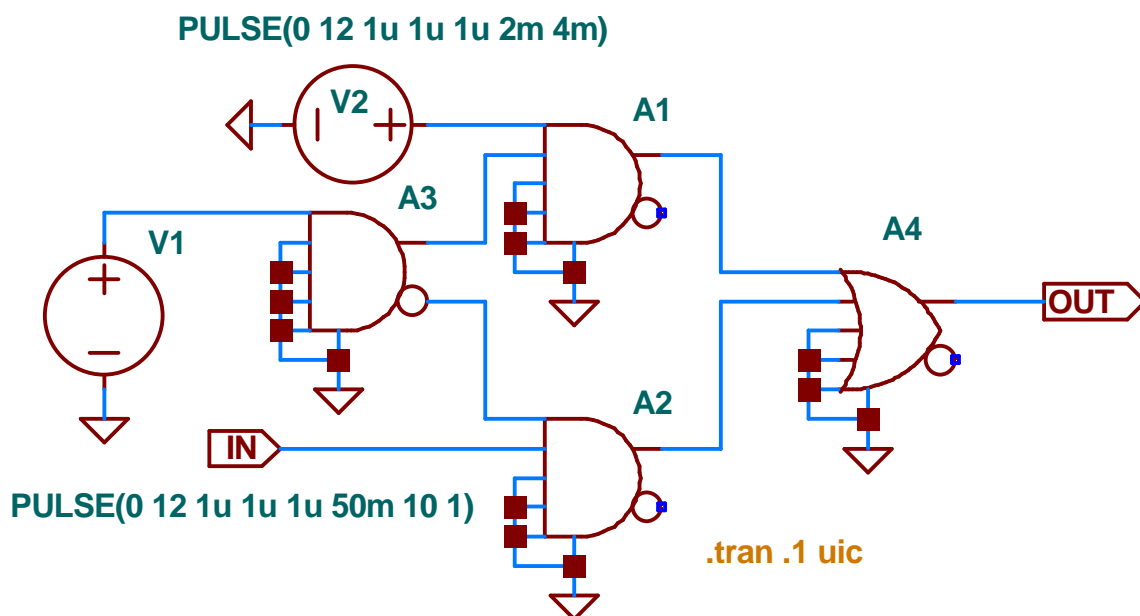 PULSE(0 12 1u 1u 1u 2m 4m)
V2
A1
A3
V1
A4
OUT
A2
IN
PULSE(0 12 1u 1u 1u 50m 10 1)
.tran .1 uic